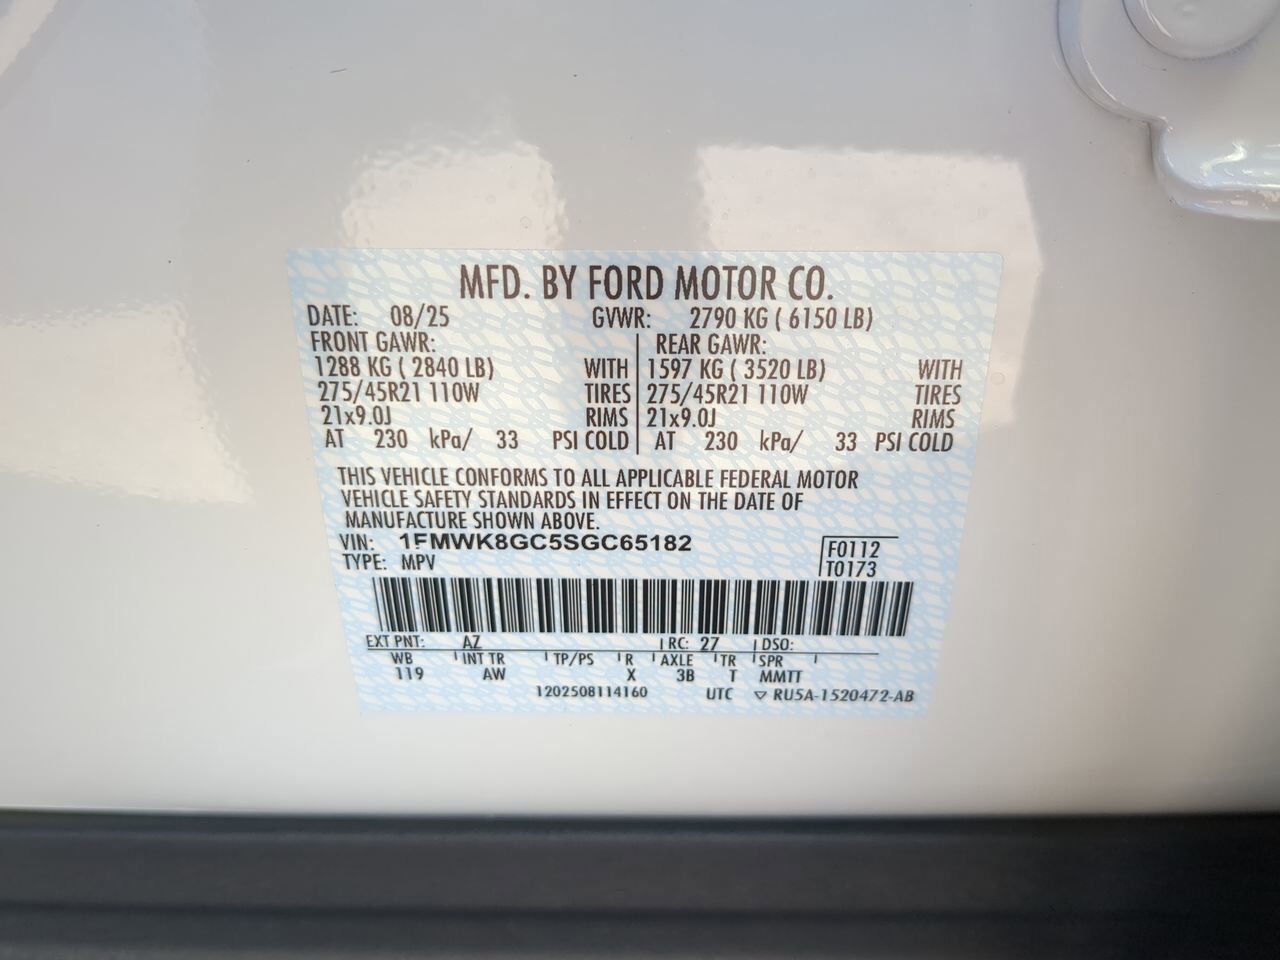 MFD. BY FORD MOTOR CO.
DATE: 08/25 GVWR: 2790 KG ( 6150 LB)
FRONT GAWR: REAR GAWR:
1288 KG ( 2840 LB) WITH 1597 KG ( 3520 LB) WITH
275/45R21 110W TIRES 275/45R21 110W TIRES
21x9.0J RIMS 21x9.0J RIMS
AT 230 kPa/ 33 PSI COLD AT 230 kPa/ 33 PSI COLD
THIS VEHICLE CONFORMS TO ALL APPLICABLE FEDERAL MOTOR
VEHICLE SAFETY STANDARDS IN EFFECT ON THE DATE OF
MANUFACTURE SHOWN ABOVE.
VIN: 1FMWK8GC5SGC65182 F0112
TYPE: MPV T0173
EXT PNT: AZ RC: 27 DSO:
WB INT TR TP/PS R AXLE TR SPR
119 AW X 3B T MMTT
1202508114160 UTC ▽ RU5A-1520472-AB